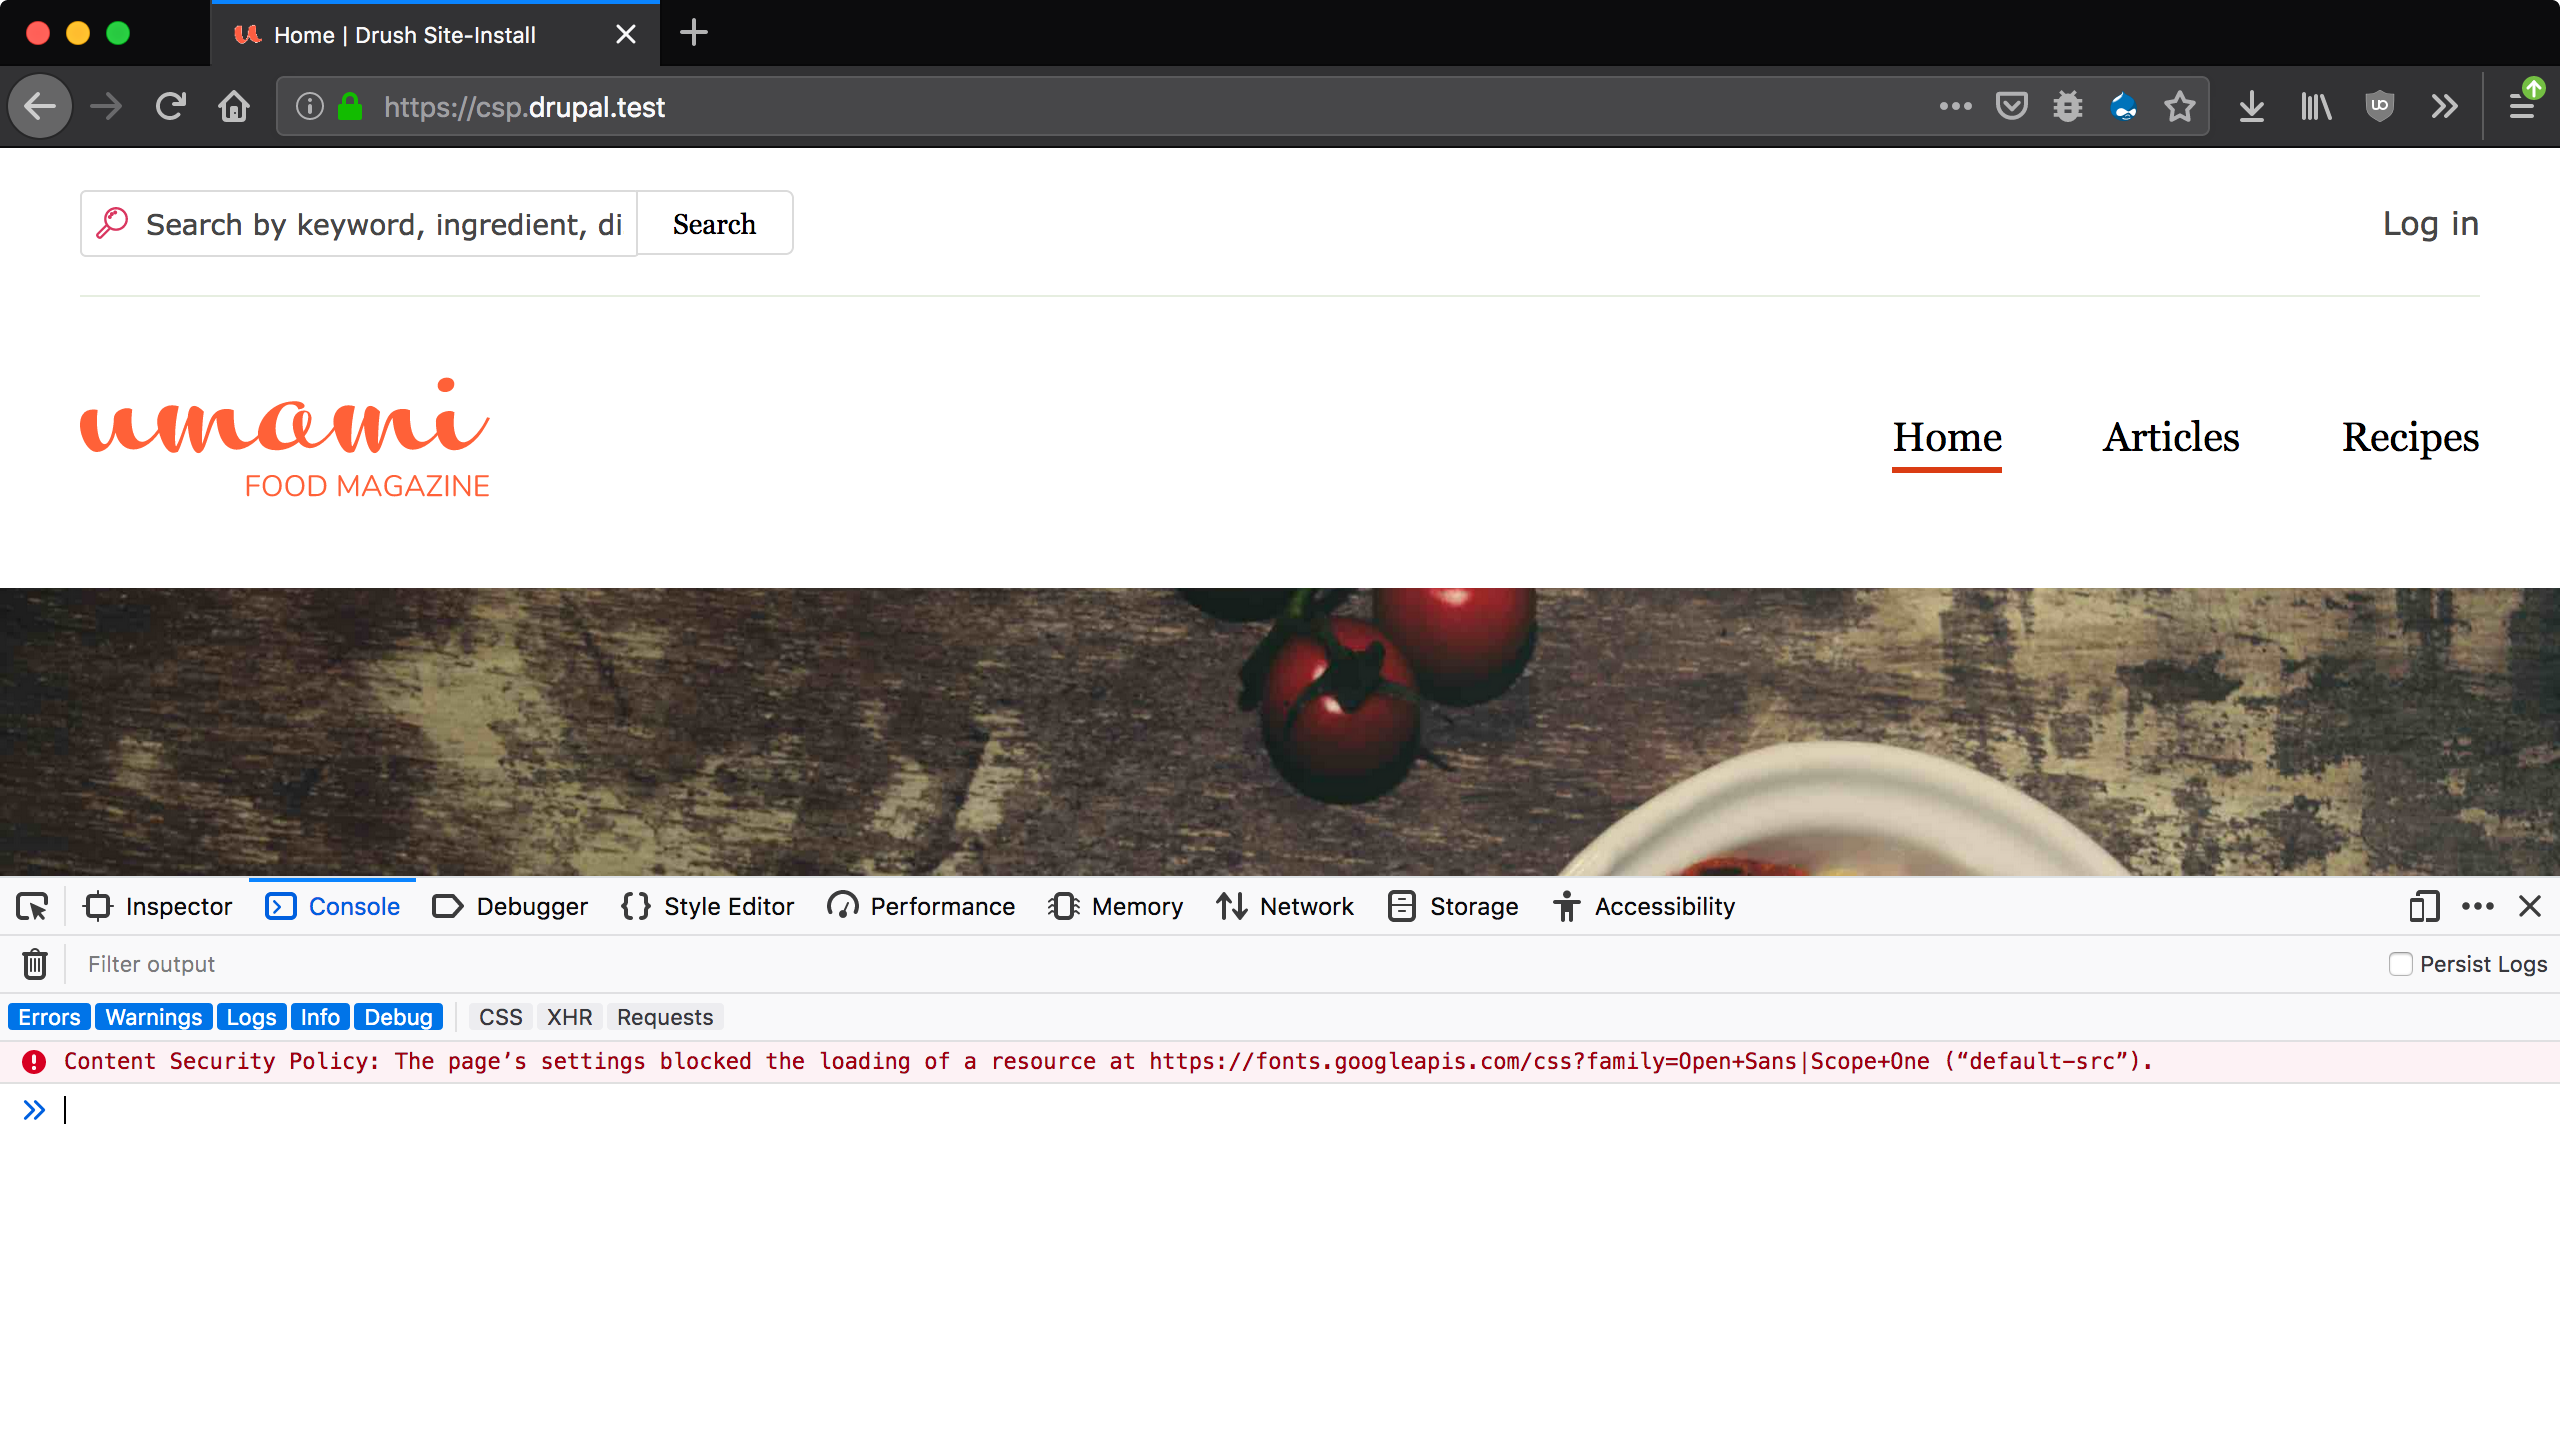 Home | Drush Site-Install
https://csp.drupal.test
Search by keyword, ingredient, di
Search
Log in
umami
FOOD MAGAZINE
Home
Articles
Recipes
Inspector
Console
Debugger
Style Editor
Performance
Memory
Network
Storage
Accessibility
Filter output
Persist Logs
Errors
Warnings
Logs
Info
Debug
CSS
XHR
Requests
Content Security Policy: The page’s settings blocked the loading of a resource at https://fonts.googleapis.com/css?family=Open+Sans|Scope+One (“default-src”).